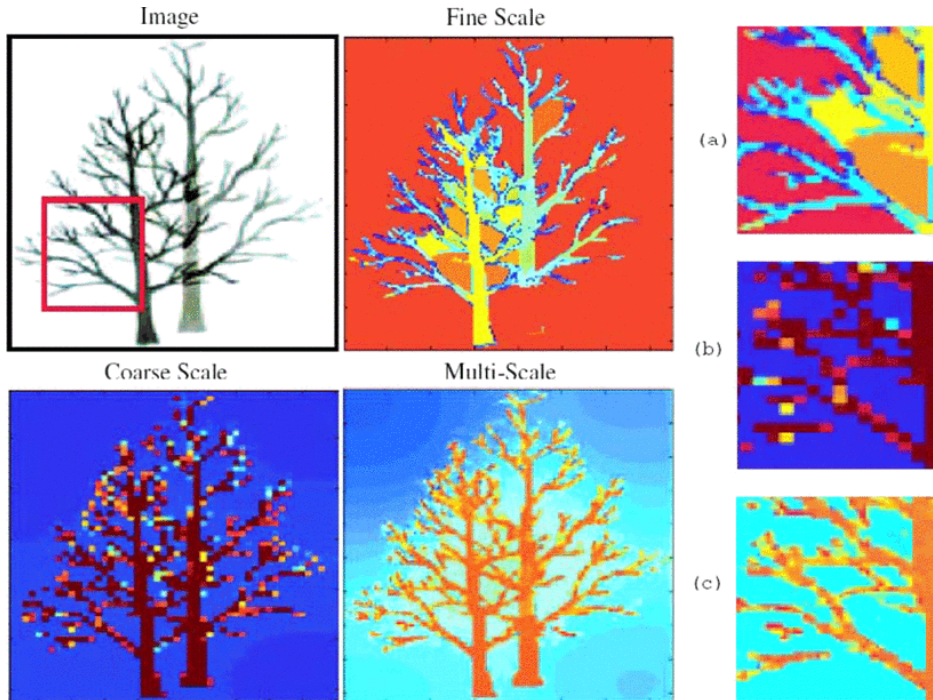 Image
Fine Scale
(a)
(b)
Coarse Scale
Multi-Scale
(c)